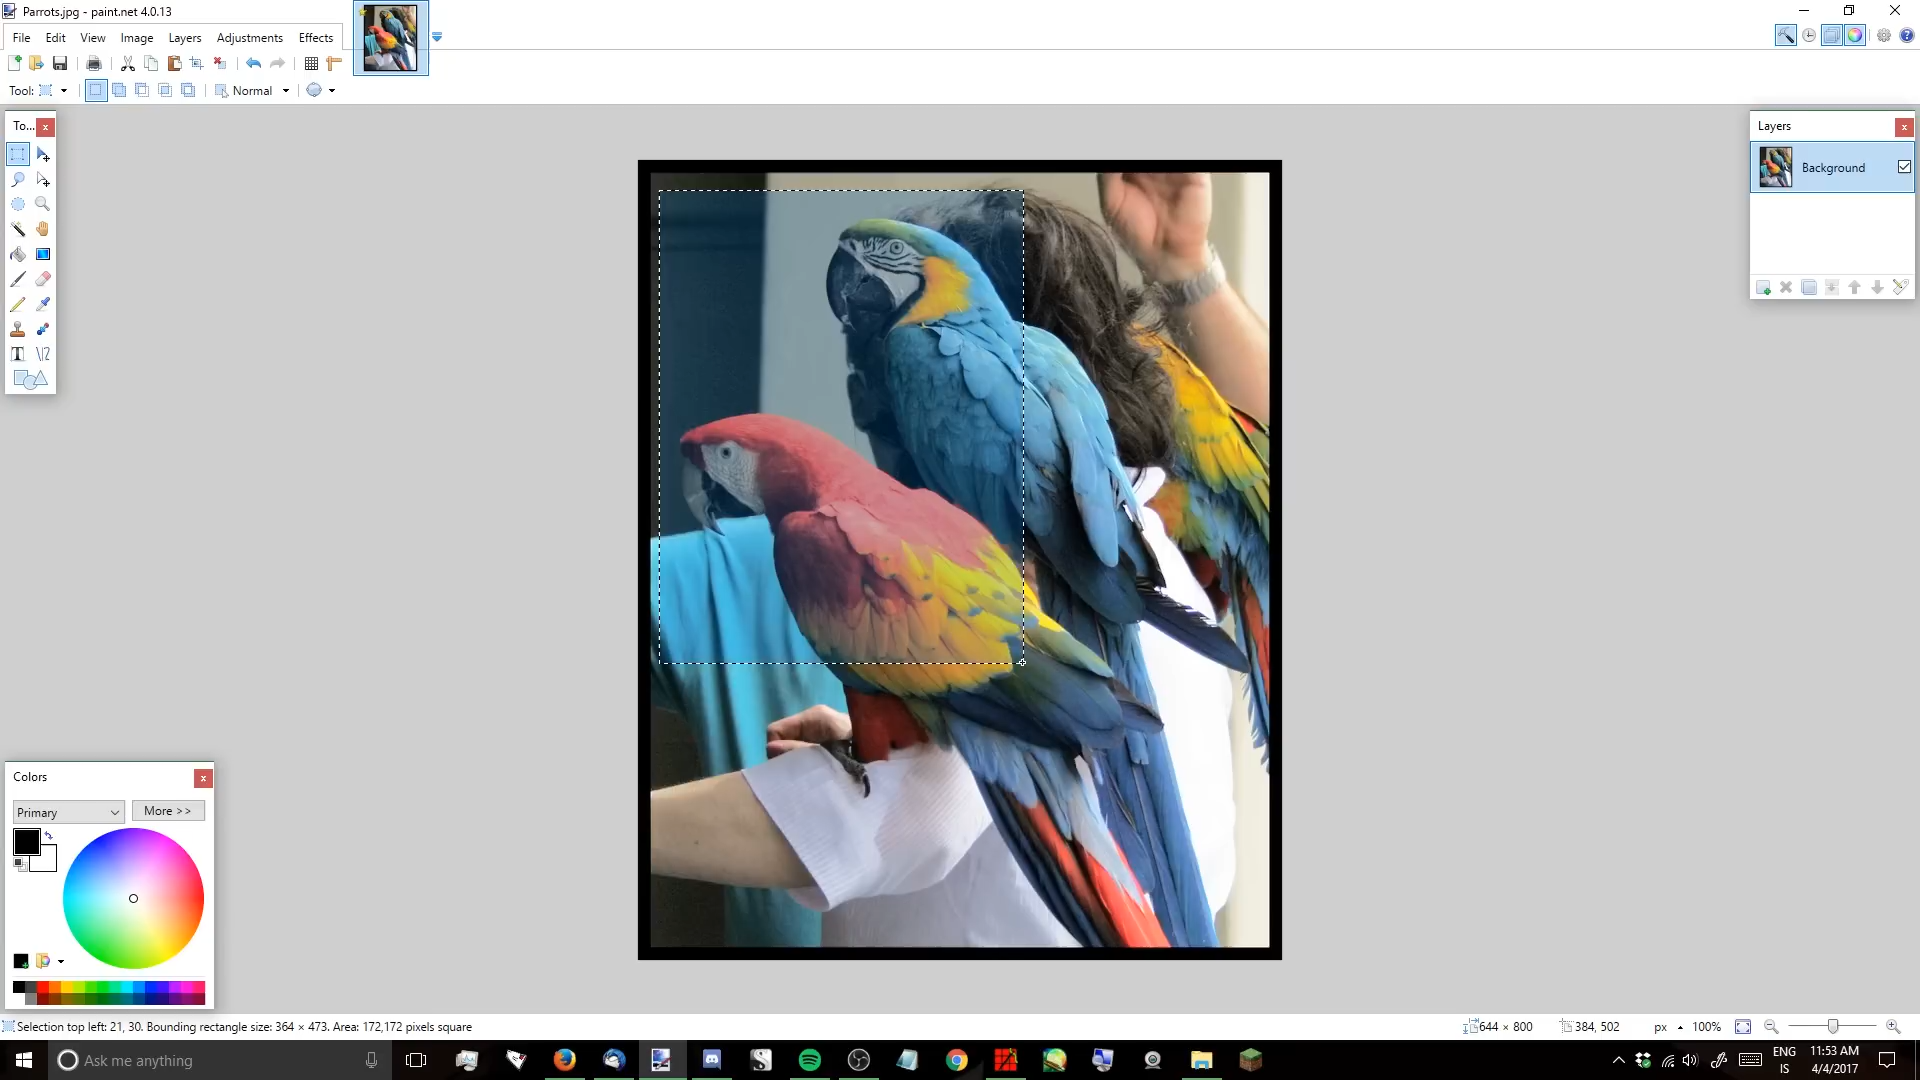 Parrots.jpg - paint.net 4.0.13
File Edit View Image Layers Adjustments Effects
Tool: Normal
To... x
Layers x
Background
Colors x
Primary More >>
Selection top left: 21, 30. Bounding rectangle size: 364 × 473. Area: 172,172 pixels square
644 × 800 384, 502 px 100%
Ask me anything
ENG
IS
11:53 AM
4/4/2017